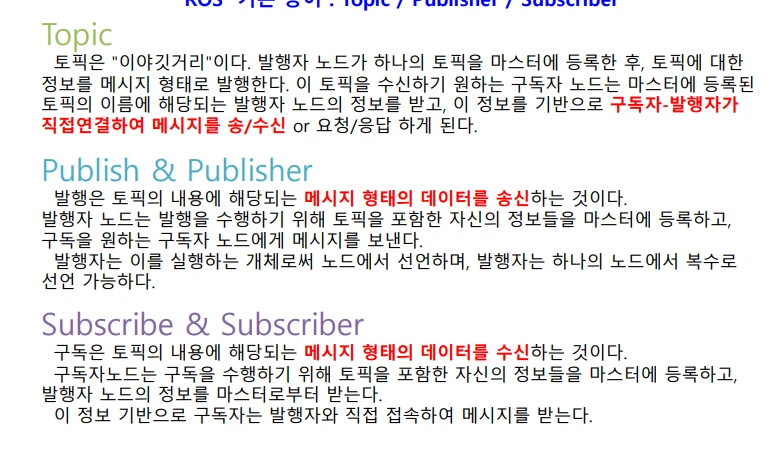 ROS 기본 용어 : Topic / Publisher / Subscriber
Topic
토픽은 "이야깃거리"이다. 발행자 노드가 하나의 토픽을 마스터에 등록한 후, 토픽에 대한
정보를 메시지 형태로 발행한다. 이 토픽을 수신하기 원하는 구독자 노드는 마스터에 등록된
토픽의 이름에 해당되는 발행자 노드의 정보를 받고, 이 정보를 기반으로 구독자-발행자가
직접연결하여 메시지를 송/수신 or 요청/응답 하게 된다.
Publish & Publisher
발행은 토픽의 내용에 해당되는 메시지 형태의 데이터를 송신하는 것이다.
발행자 노드는 발행을 수행하기 위해 토픽을 포함한 자신의 정보들을 마스터에 등록하고,
구독을 원하는 구독자 노드에게 메시지를 보낸다.
발행자는 이를 실행하는 개체로써 노드에서 선언하며, 발행자는 하나의 노드에서 복수로
선언 가능하다.
Subscribe & Subscriber
구독은 토픽의 내용에 해당되는 메시지 형태의 데이터를 수신하는 것이다.
구독자노드는 구독을 수행하기 위해 토픽을 포함한 자신의 정보들을 마스터에 등록하고,
발행자 노드의 정보를 마스터로부터 받는다.
이 정보 기반으로 구독자는 발행자와 직접 접속하여 메시지를 받는다.